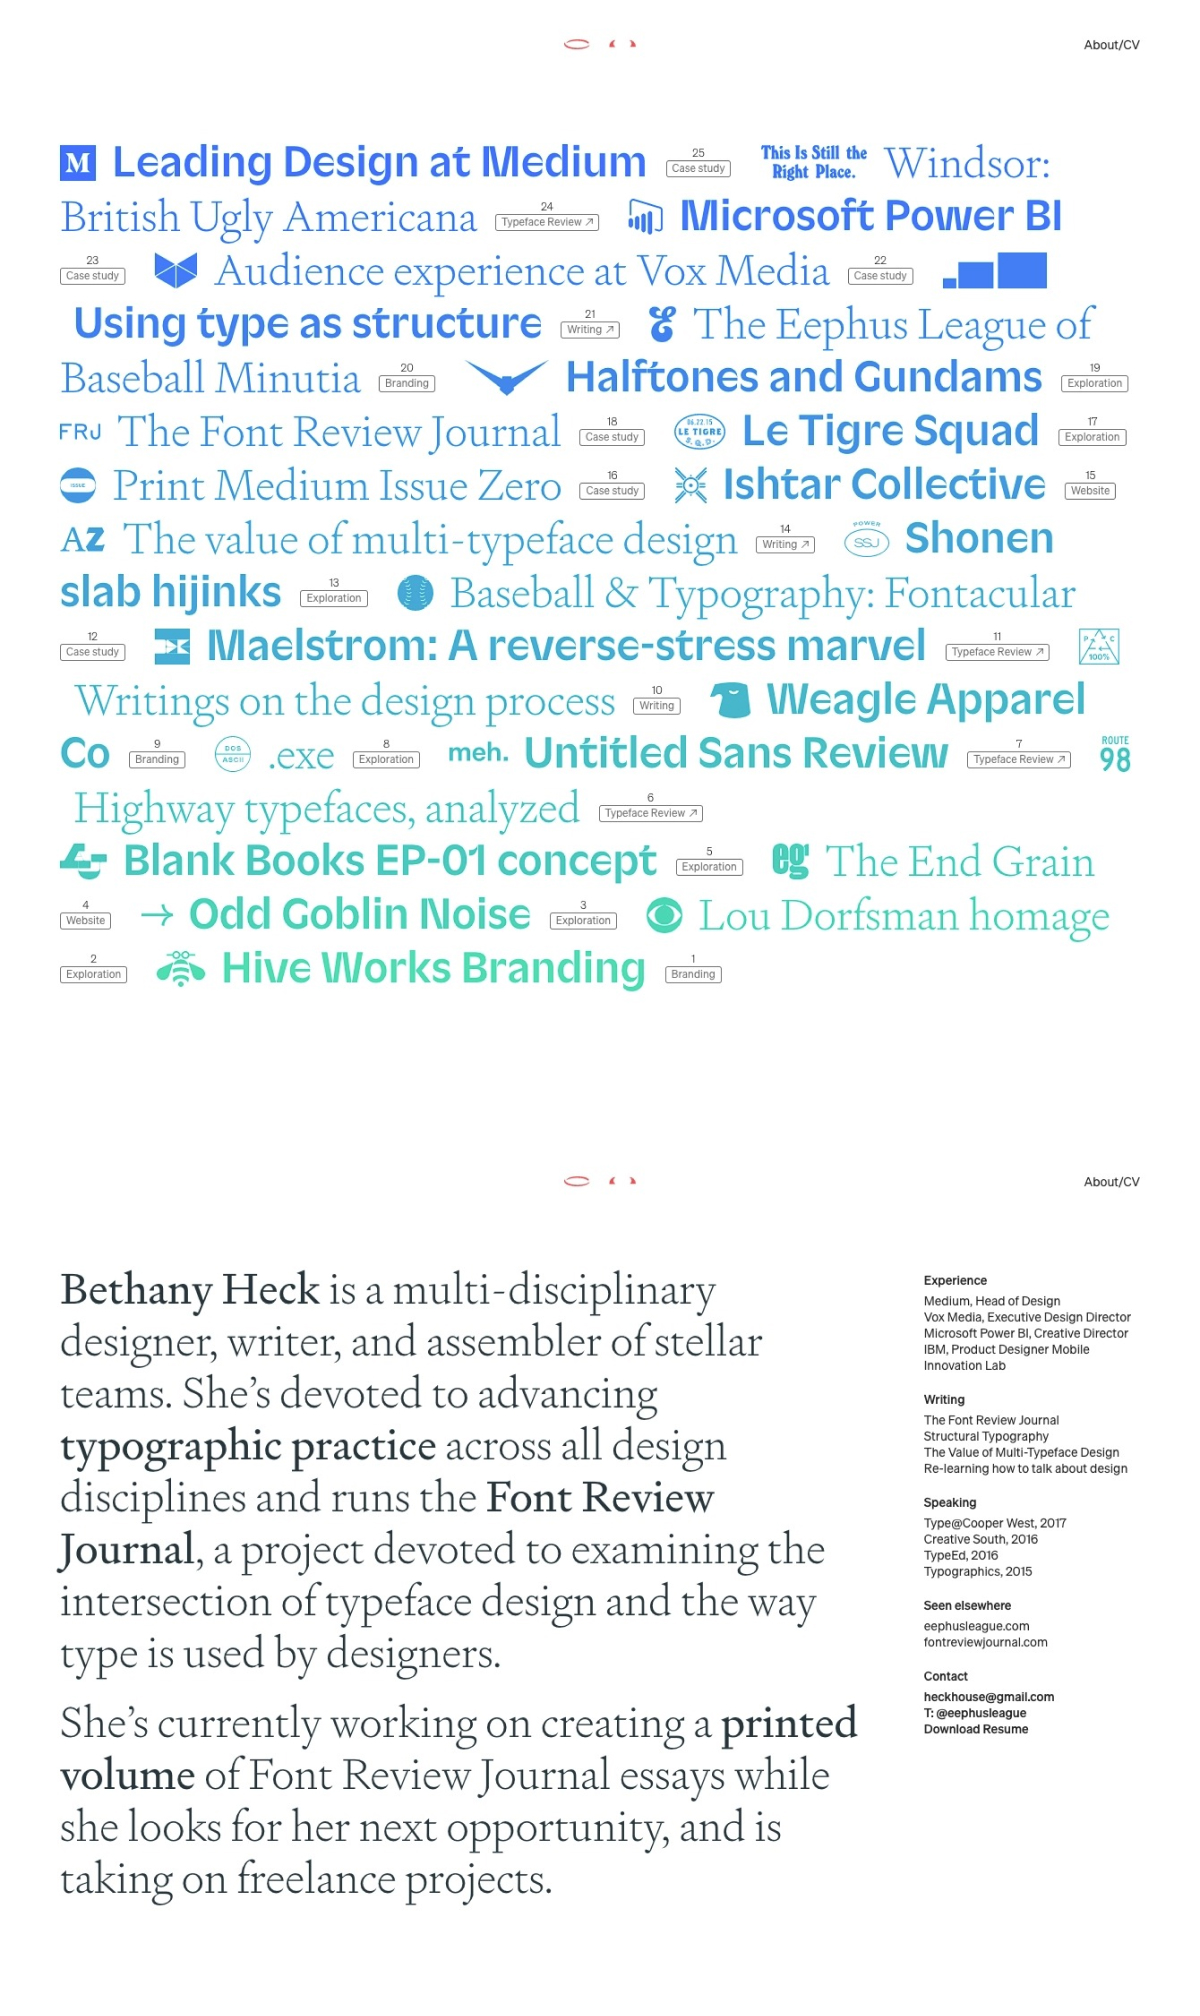 About/CV
M Leading Design at Medium 25 Case study This Is Still the Right Place. Windsor:
British Ugly Americana 24 Typeface Review ↗ Microsoft Power BI
23 Case study Audience experience at Vox Media 22 Case study
Using type as structure 21 Writing ↗ The Eephus League of
Baseball Minutia 20 Branding Halftones and Gundams 19 Exploration
FRJ The Font Review Journal 18 Case study 06.22.15 LE TIGRE S.Q.D. Le Tigre Squad 17 Exploration
ISSUE Print Medium Issue Zero 16 Case study Ishtar Collective 15 Website
AZ The value of multi-typeface design 14 Writing ↗ POWER SSJ Shonen
slab hijinks 13 Exploration Baseball & Typography: Fontacular
12 Case study Maelstrom: A reverse-stress marvel 11 Typeface Review ↗ P C 100%
Writings on the design process 10 Writing Weagle Apparel
Co 9 Branding DOS ASCII .exe 8 Exploration meh. Untitled Sans Review 7 Typeface Review ↗ ROUTE 98
Highway typefaces, analyzed 6 Typeface Review ↗
Blank Books EP-01 concept 5 Exploration eg The End Grain
4 Website → Odd Goblin Noise 3 Exploration Lou Dorfsman homage
2 Exploration Hive Works Branding 1 Branding
About/CV
Bethany Heck is a multi-disciplinary
designer, writer, and assembler of stellar
teams. She’s devoted to advancing
typographic practice across all design
disciplines and runs the Font Review
Journal, a project devoted to examining the
intersection of typeface design and the way
type is used by designers.
She’s currently working on creating a printed
volume of Font Review Journal essays while
she looks for her next opportunity, and is
taking on freelance projects.
Experience
Medium, Head of Design
Vox Media, Executive Design Director
Microsoft Power BI, Creative Director
IBM, Product Designer Mobile
Innovation Lab
Writing
The Font Review Journal
Structural Typography
The Value of Multi-Typeface Design
Re-learning how to talk about design
Speaking
Type@Cooper West, 2017
Creative South, 2016
TypeEd, 2016
Typographics, 2015
Seen elsewhere
eephusleague.com
fontreviewjournal.com
Contact
heckhouse@gmail.com
T: @eephusleague
Download Resume